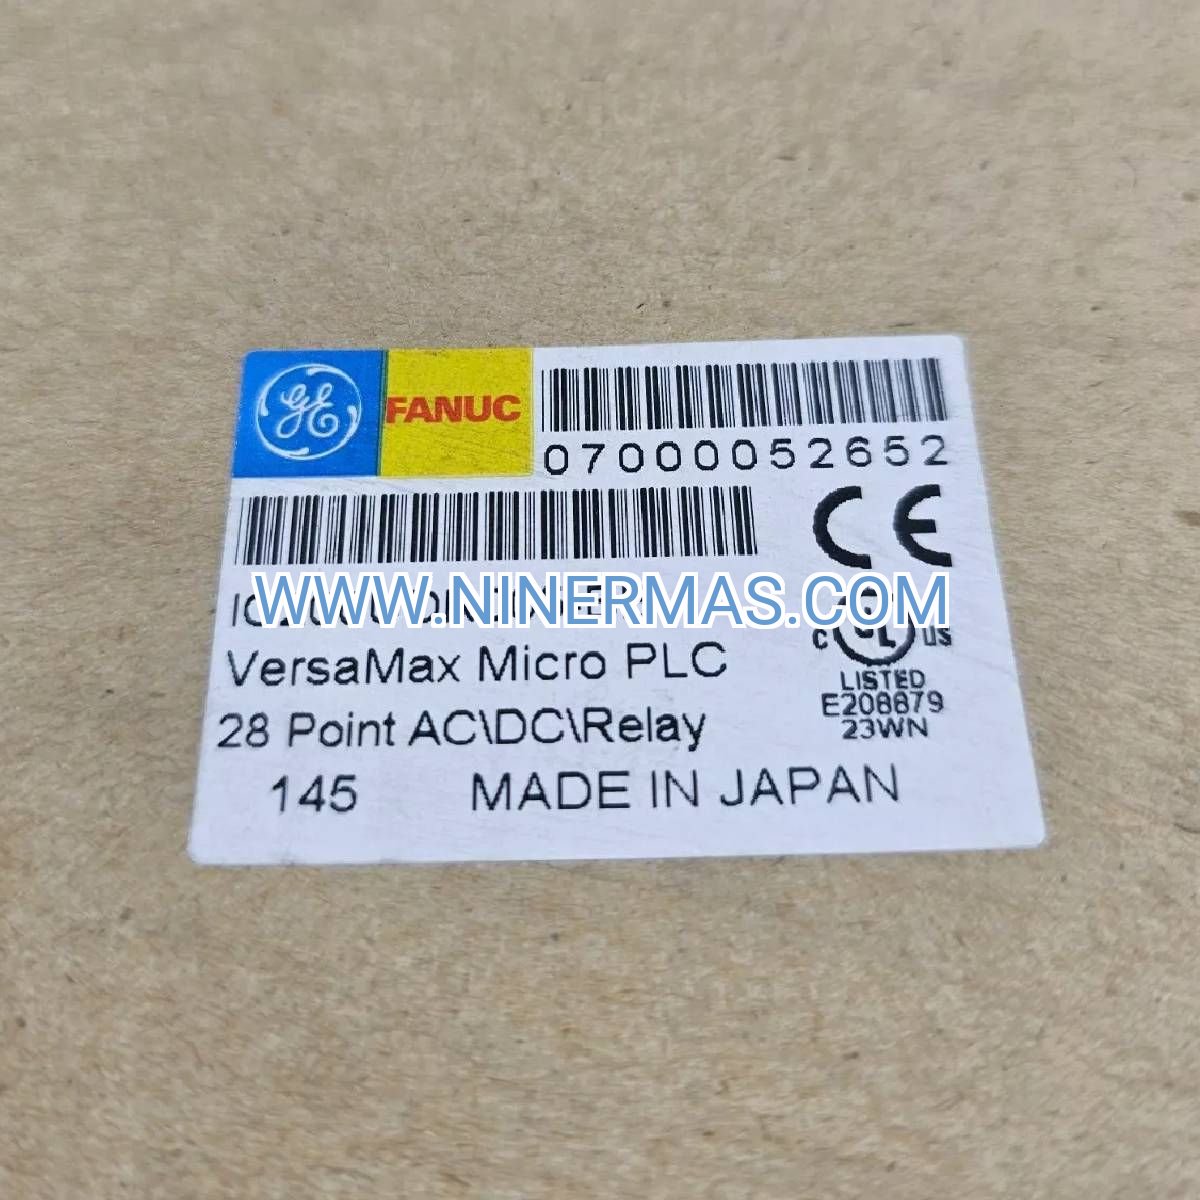 GE
FANUC
07000052652
CE
WWW.NINERMAS.COM
C UL US
VersaMax Micro PLC
LISTED
E208879
28 Point AC\DC\Relay
23WN
145 MADE IN JAPAN